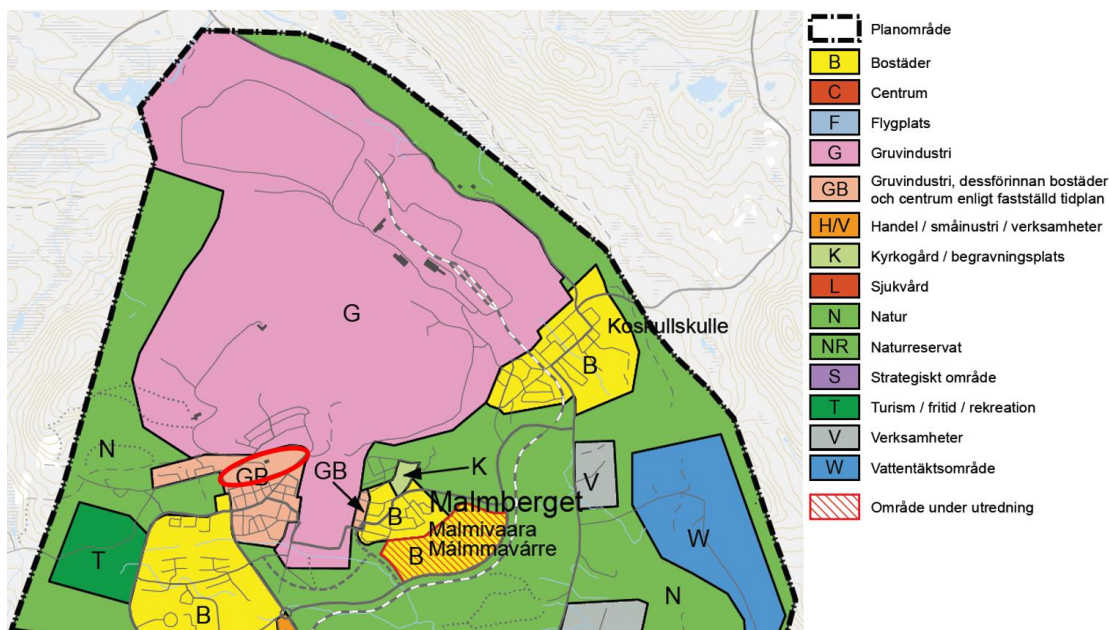 G
Koskullskulle
B
N
GB
GB
K
Malmberget
B
Malmivaara
Málmmavárre
B
V
W
T
B
N
Planområde
B Bostäder
C Centrum
F Flygplats
G Gruvindustri
GB Gruvindustri, dessförinnan bostäder
och centrum enligt fastställd tidplan
H/V Handel / småinustri / verksamheter
K Kyrkogård / begravningsplats
L Sjukvård
N Natur
NR Naturreservat
S Strategiskt område
T Turism / fritid / rekreation
V Verksamheter
W Vattentäktsområde
Område under utredning